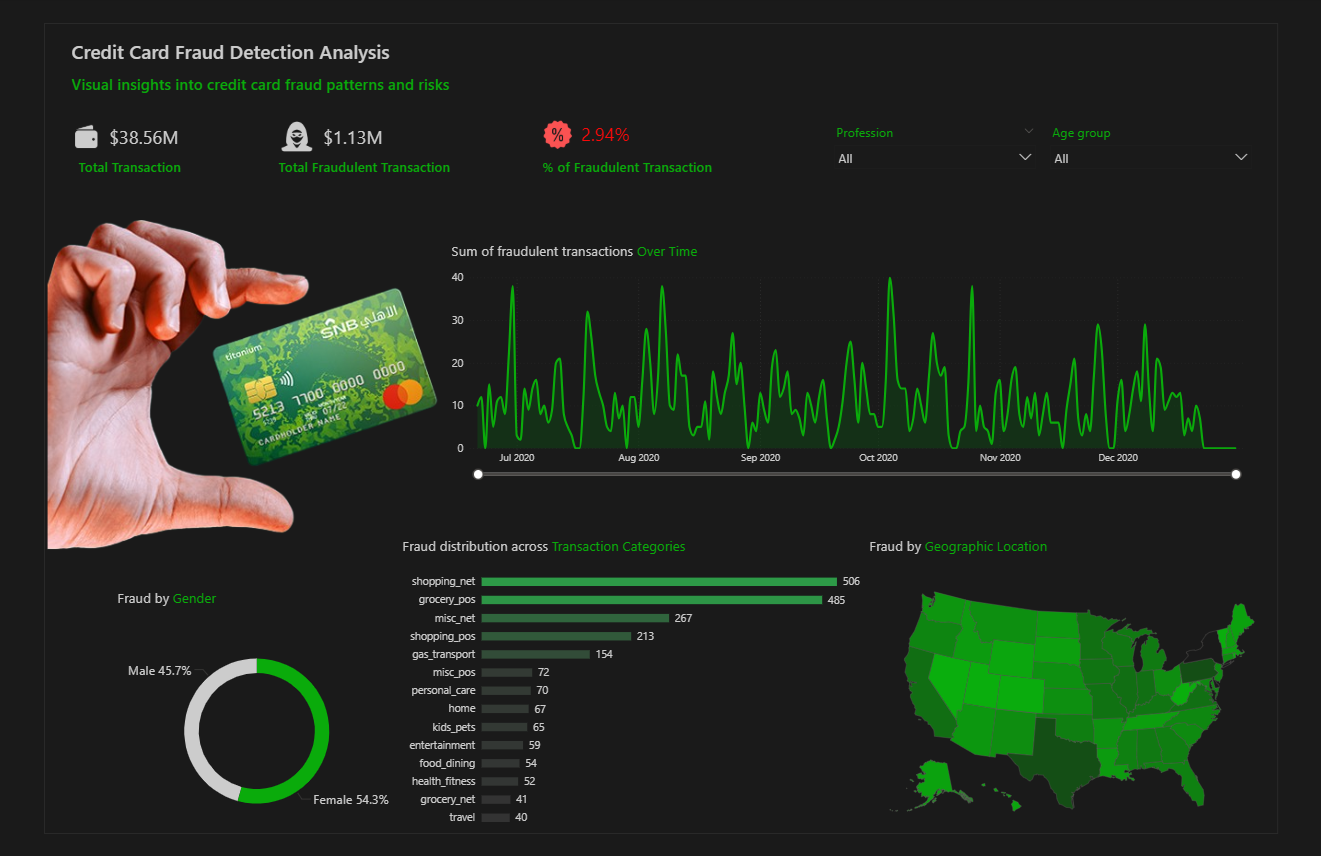 Credit Card Fraud Detection Analysis
Visual insights into credit card fraud patterns and risks
$38.56M
Total Transaction
$1.13M
Total Fraudulent Transaction
%
2.94%
% of Fraudulent Transaction
Profession
All
Age group
All
titanium
SNB الأهلي
5213 7700 0000 0000
07/22
CARDHOLDER NAME
Sum of fraudulent transactions Over Time
40
30
20
10
0
Jul 2020 Aug 2020 Sep 2020 Oct 2020 Nov 2020 Dec 2020
Fraud by Gender
Male 45.7%
Female 54.3%
Fraud distribution across Transaction Categories
shopping_net 506
grocery_pos 485
misc_net 267
shopping_pos 213
gas_transport 154
misc_pos 72
personal_care 70
home 67
kids_pets 65
entertainment 59
food_dining 54
health_fitness 52
grocery_net 41
travel 40
Fraud by Geographic Location